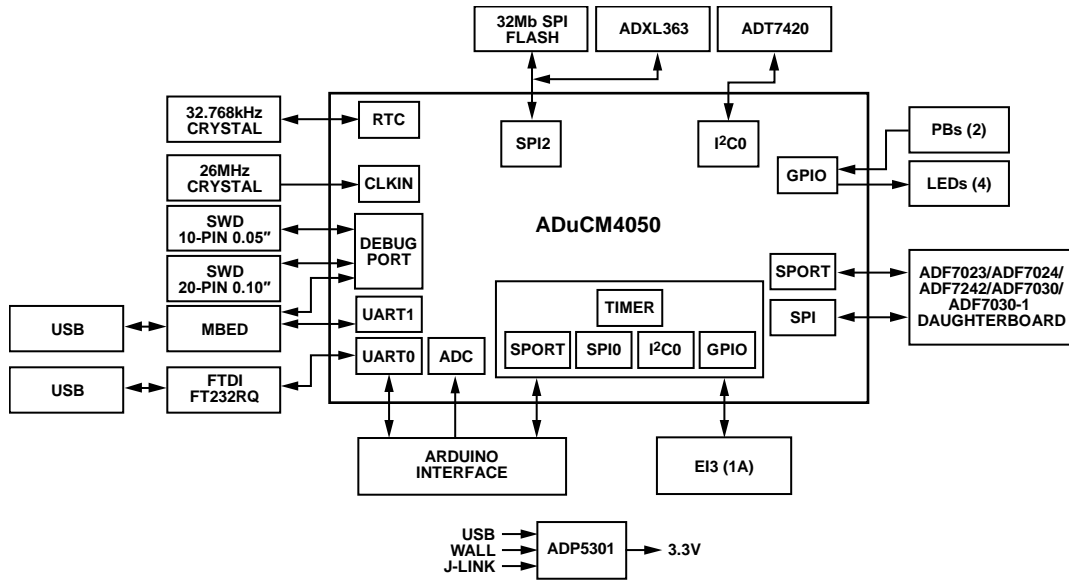 32Mb SPI
FLASH
ADXL363
ADT7420
32.768kHz
CRYSTAL
RTC
SPI2
I²C0
PBs (2)
26MHz
CRYSTAL
CLKIN
GPIO
LEDs (4)
SWD
10-PIN 0.05″
DEBUG
PORT
ADuCM4050
SWD
20-PIN 0.10″
SPORT
ADF7023/ADF7024/
ADF7242/ADF7030/
ADF7030-1
DAUGHTERBOARD
USB
MBED
UART1
TIMER
SPI
UART0
ADC
SPORT
SPI0
I²C0
GPIO
USB
FTDI
FT232RQ
ARDUINO
INTERFACE
EI3 (1A)
USB
WALL
J-LINK
ADP5301
3.3V